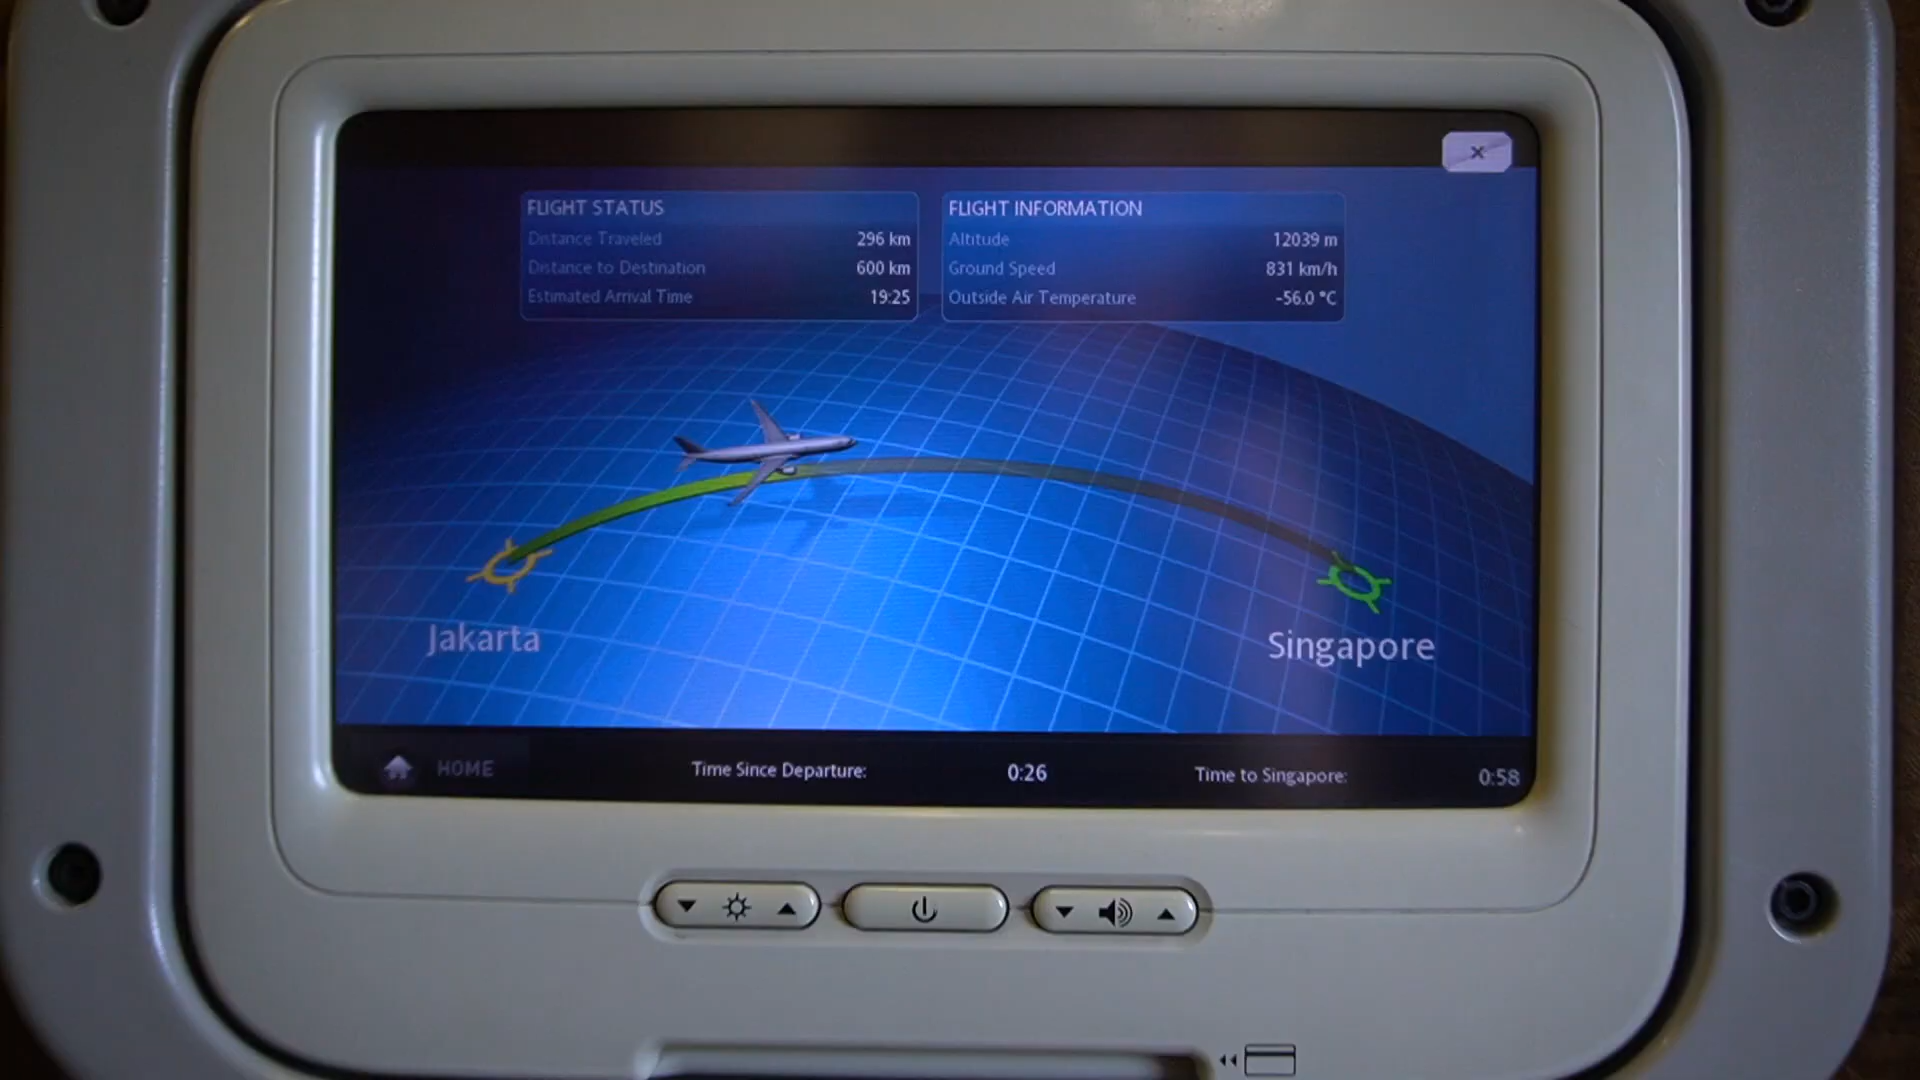 FLIGHT STATUS
Distance Traveled 296 km
Distance to Destination 600 km
Estimated Arrival Time 19:25
FLIGHT INFORMATION
Altitude 12039 m
Ground Speed 831 km/h
Outside Air Temperature -56.0 °C
Jakarta
Singapore
HOME
Time Since Departure: 0:26
Time to Singapore: 0:58